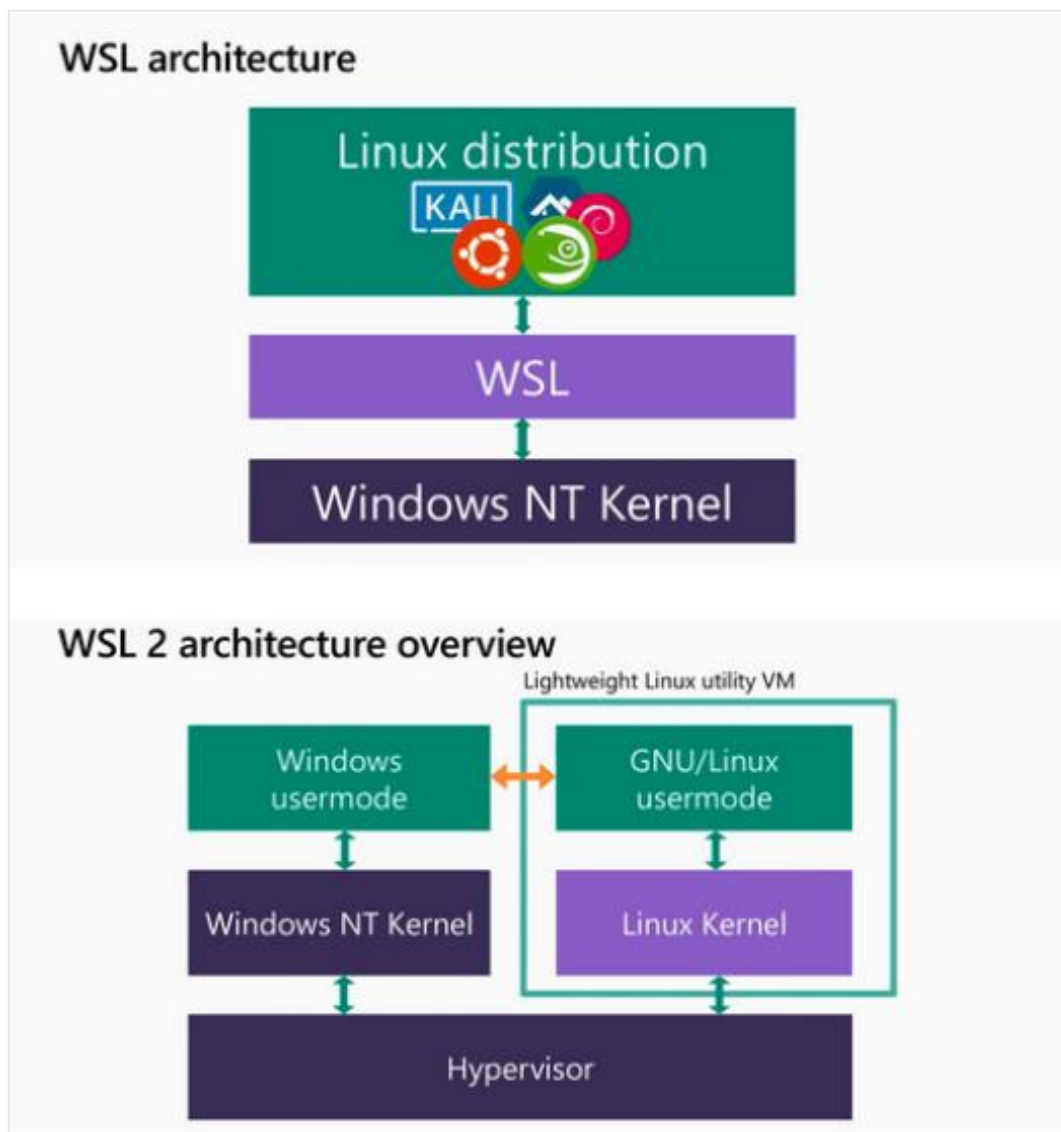 WSL architecture
Linux distribution
KALI
WSL
Windows NT Kernel
WSL 2 architecture overview
Lightweight Linux utility VM
Windows
usermode
GNU/Linux
usermode
Windows NT Kernel
Linux Kernel
Hypervisor